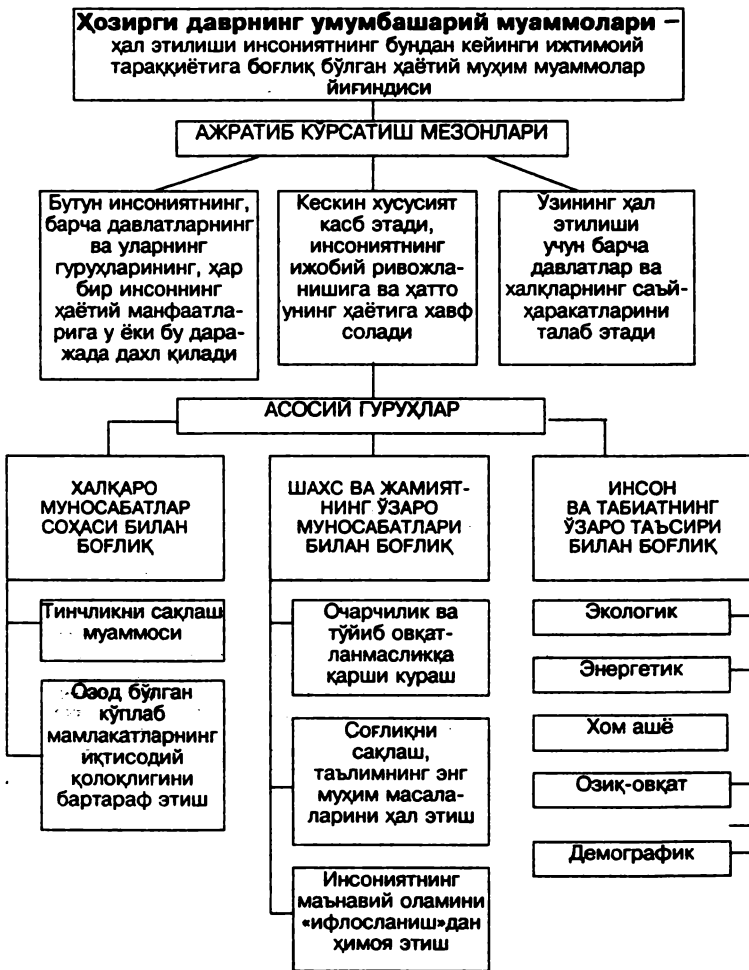 Ҳозирги даврнинг умумбашарий муаммолари –
ҳал этилиши инсониятнинг бундан кейинги ижтимоий
тараққиётига боғлиқ бўлган ҳаётий муҳим муаммолар
йиғиндиси
АЖРАТИБ КЎРСАТИШ МЕЗОНЛАРИ
Бутун инсониятнинг,
барча давлатларнинг
ва уларнинг
гуруҳларининг, ҳар
бир инсоннинг
ҳаётий манфаатла-
рига у ёки бу дара-
жада дахл қилади
Кескин хусусият
касб этади,
инсониятнинг
ижобий ривожла-
нишига ва ҳатто
унинг ҳаётига хавф
солади
Ўзининг ҳал
этилиши
учун барча
давлатлар ва
халқларнинг саъй-
ҳаракатларини
талаб этади
АСОСИЙ ГУРУҲЛАР
ХАЛҚАРО
МУНОСАБАТЛАР
СОҲАСИ БИЛАН
БОҒЛИҚ
Тинчликни сақлаш
муаммоси
Озод бўлган
кўплаб
мамлакатларнинг
иқтисодий
қолоқлигини
бартараф этиш
ШАХС ВА ЖАМИЯТ-
НИНГ ЎЗАРО
МУНОСАБАТЛАРИ
БИЛАН БОҒЛИҚ
Очарчилик ва
тўйиб овқат-
ланмасликка
қарши кураш
Соғлиқни
сақлаш,
таълимнинг энг
муҳим масала-
ларини ҳал этиш
Инсониятнинг
маънавий оламини
«ифлосланиш»дан
ҳимоя этиш
ИНСОН
ВА ТАБИАТНИНГ
ЎЗАРО ТАЪСИРИ
БИЛАН БОҒЛИҚ
Экологик
Энергетик
Хом ашё
Озиқ-овқат
Демографик